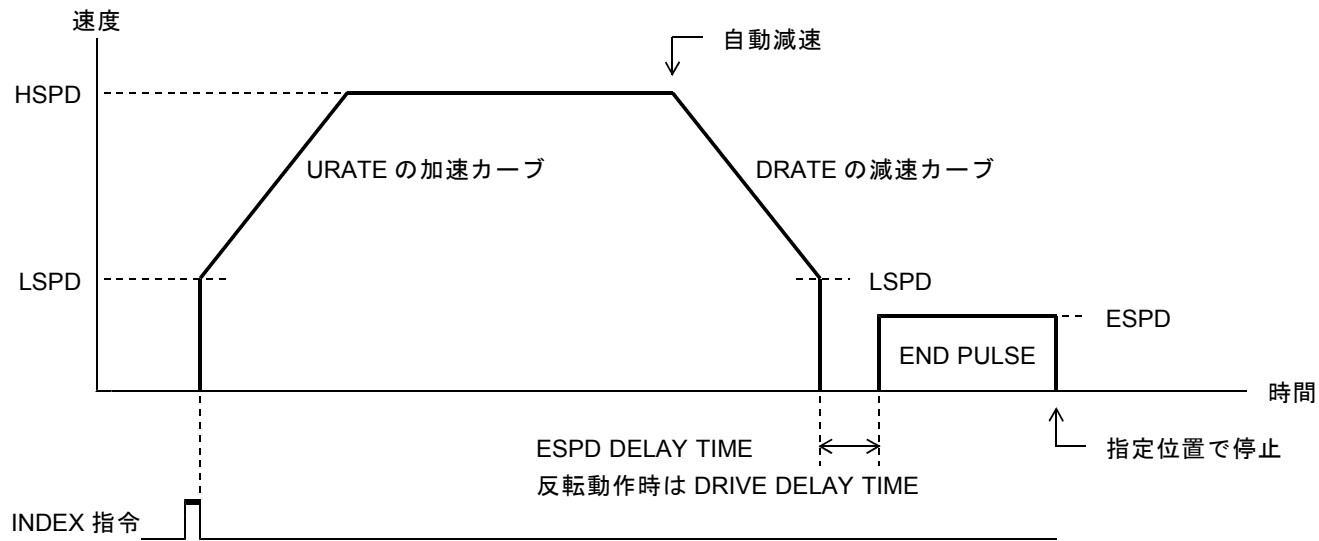 速度
自動減速
HSPD
URATE の加速カーブ
DRATE の減速カーブ
LSPD
LSPD
ESPD
END PULSE
時間
ESPD DELAY TIME
指定位置で停止
反転動作時は DRIVE DELAY TIME
INDEX 指令